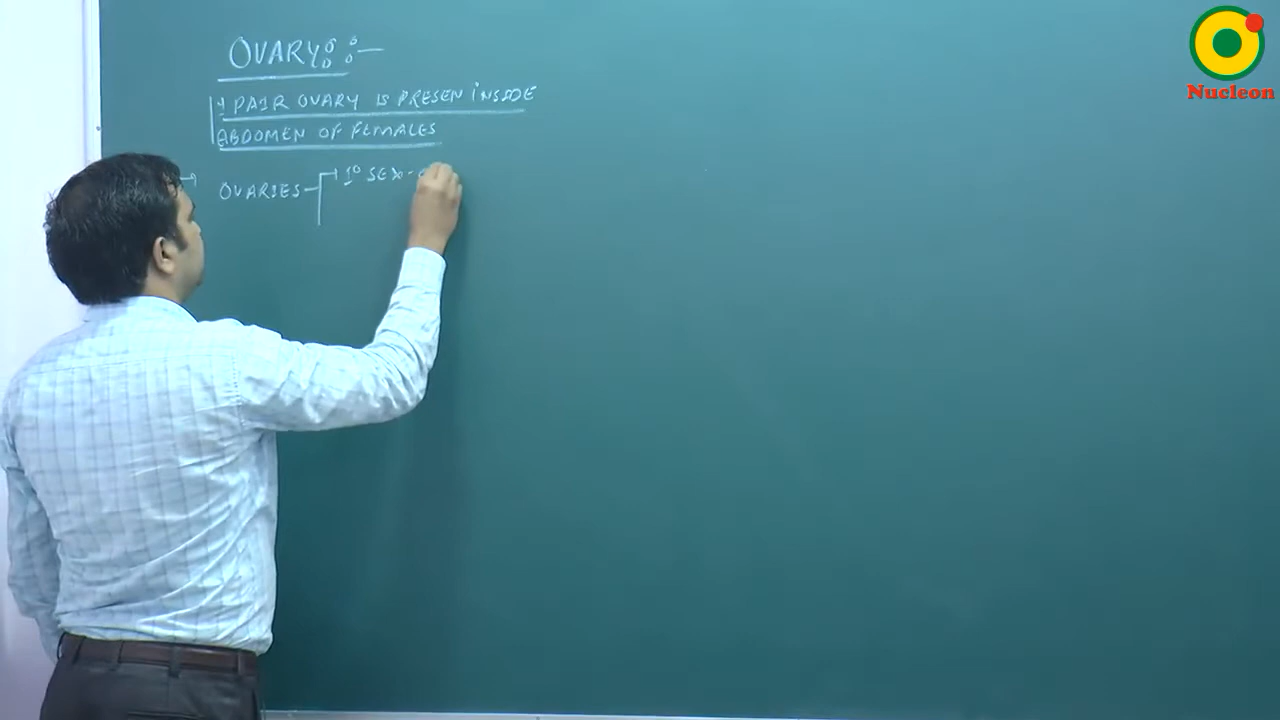 OVARY
1 PAIR OVARY IS PRESEN INSIDE
ABDOMEN OF FEMALES
→ OVARIES
1° SEX-
Nucleon